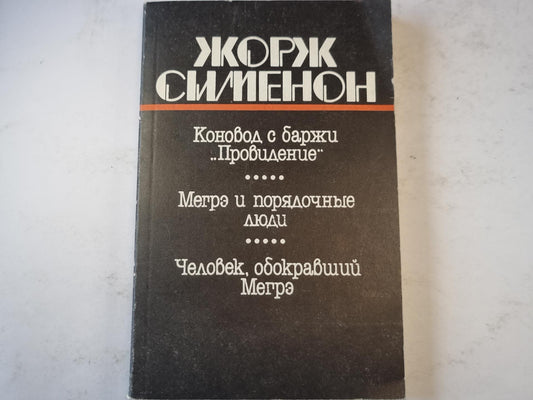 ЖОРЖ
СИМЕНОН
Коновод с баржи
„Провидение“
Мегрэ и порядочные
люди
Человек, обокравший
Мегрэ